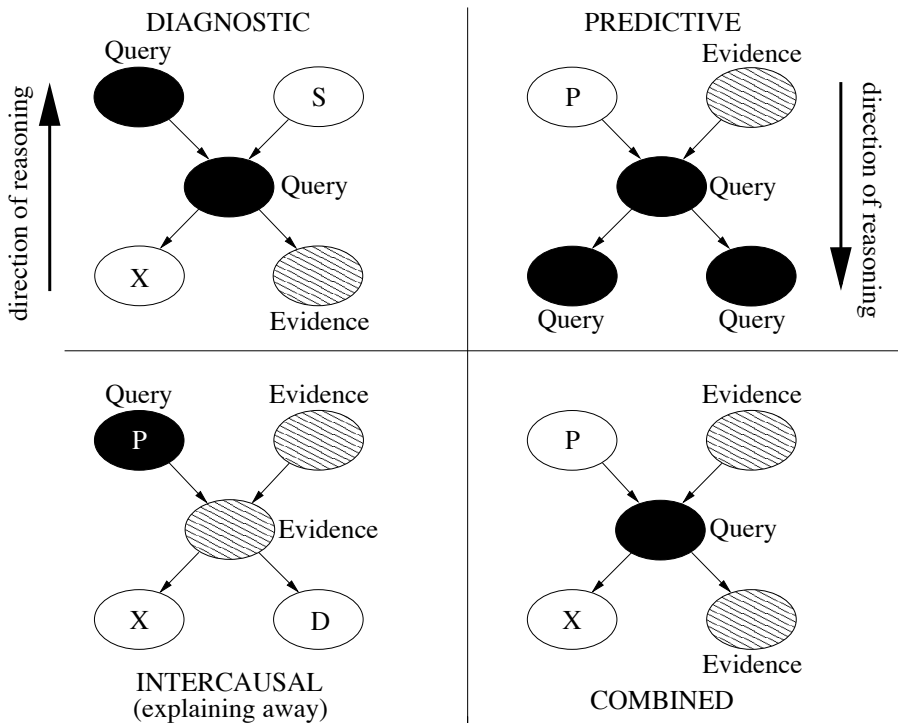 DIAGNOSTIC
Query
S
direction of reasoning
Query
X
Evidence
PREDICTIVE
Evidence
P
direction of reasoning
Query
Query
Query
Query
Evidence
P
Evidence
X
D
INTERCAUSAL
(explaining away)
Evidence
P
Query
X
Evidence
COMBINED